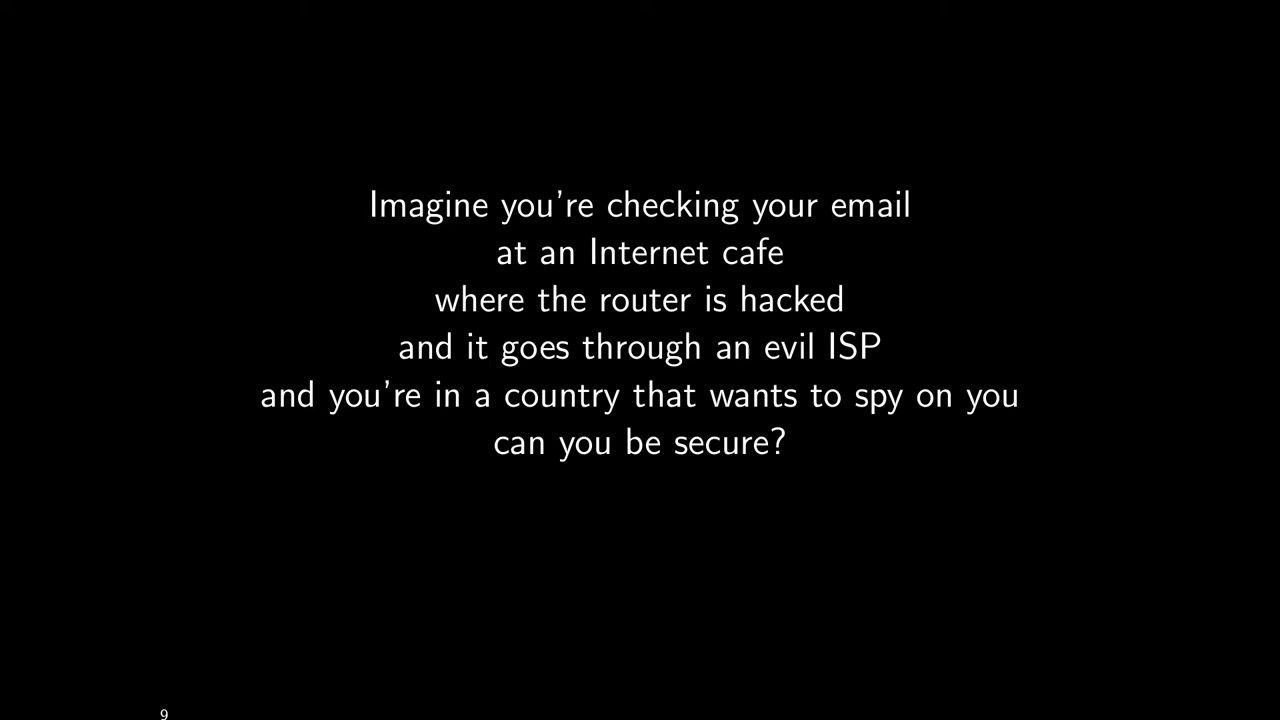 Imagine you're checking your email
at an Internet cafe
where the router is hacked
and it goes through an evil ISP
and you're in a country that wants to spy on you
can you be secure?
9